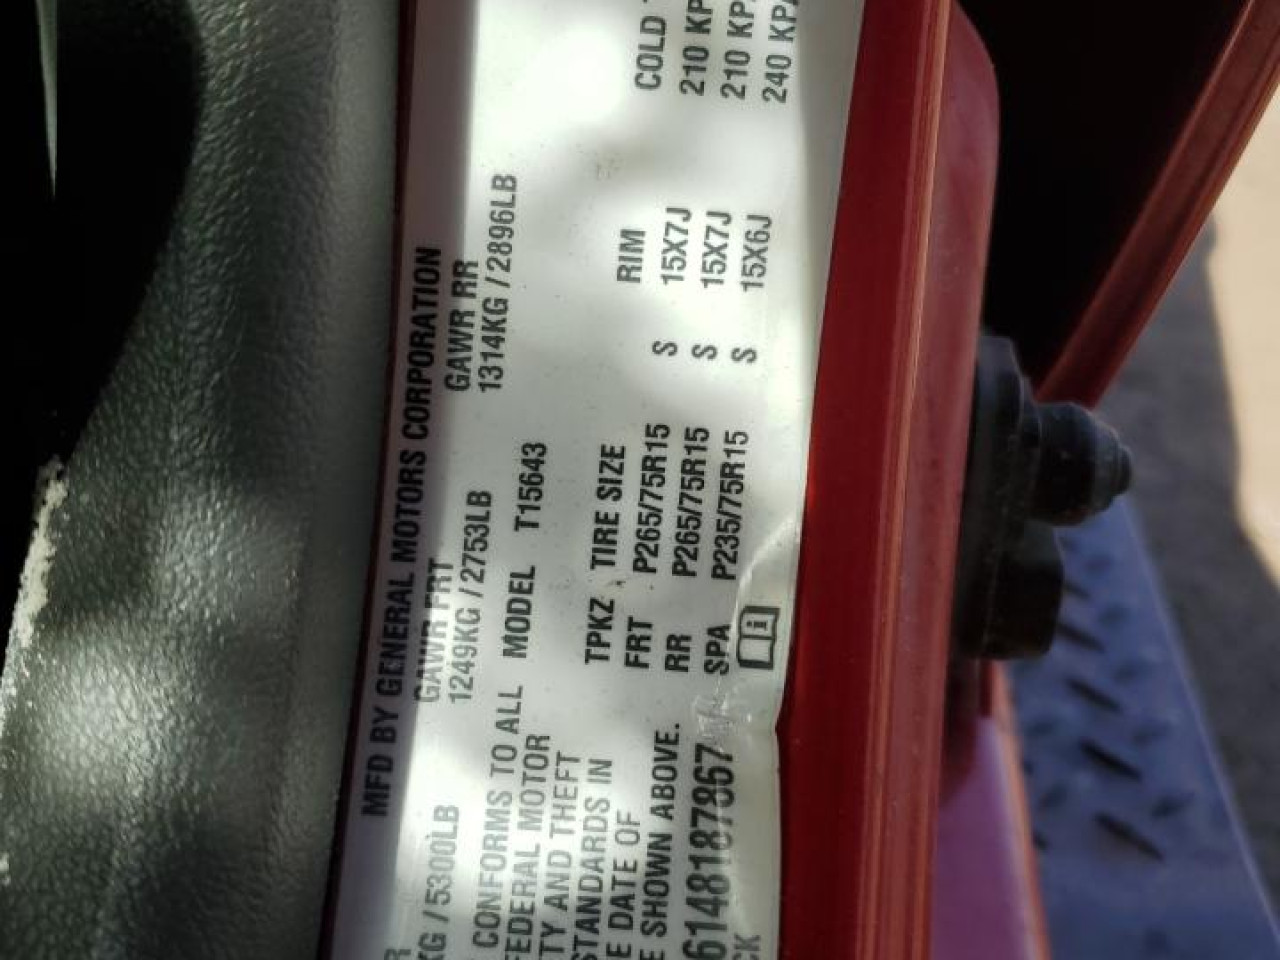 MFD BY GENERAL MOTORS CORPORATION
GAWR FRT GAWR RR
KG / 5300LB 1249KG / 2753LB 1314KG / 2896LB
CONFORMS TO ALL MODEL T15643
FEDERAL MOTOR
TY AND THEFT TPKZ TIRE SIZE RIM COLD
STANDARDS IN FRT P265/75R15 S 15X7J 210 KP
E DATE OF RR P265/75R15 S 15X7J 210 KP
E SHOWN ABOVE. SPA P235/75R15 S 15X6J 240 KPA
6148187867
CK